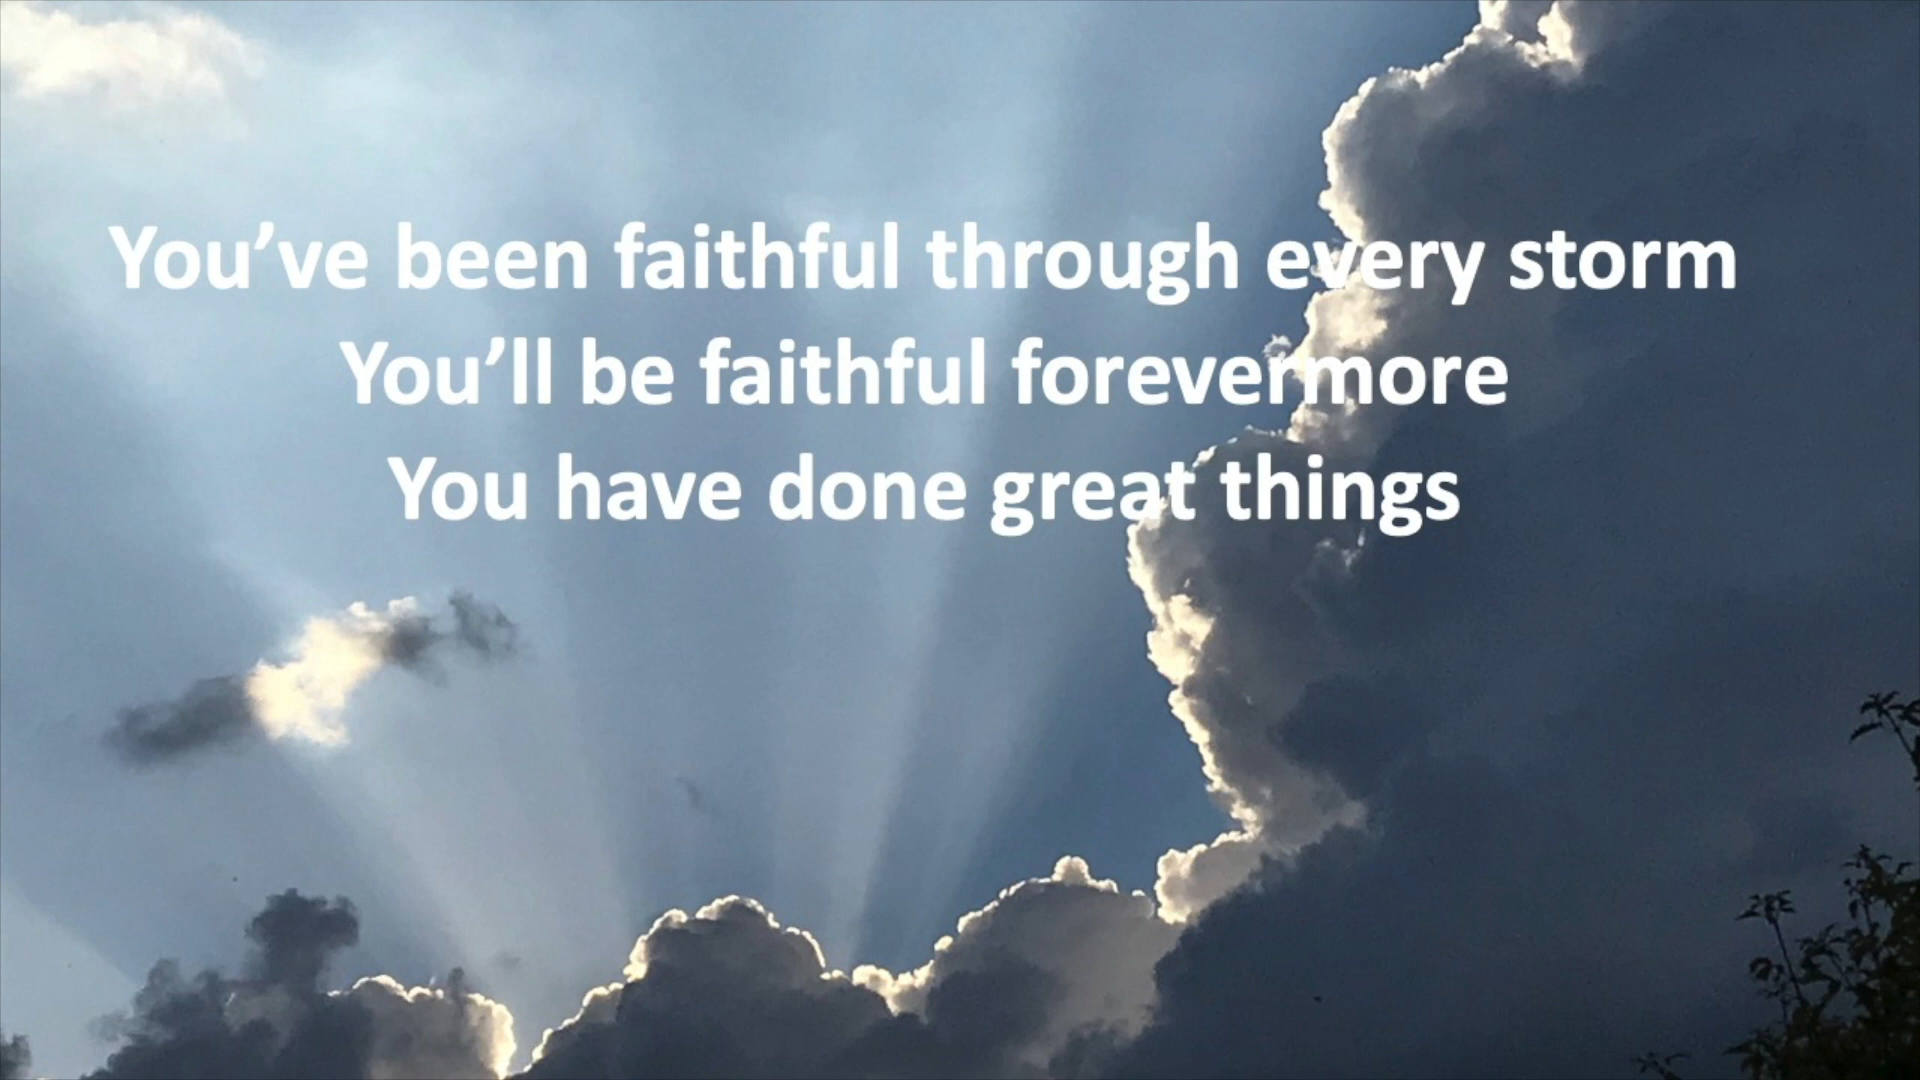 You’ve been faithful through every storm
You’ll be faithful forevermore
You have done great things